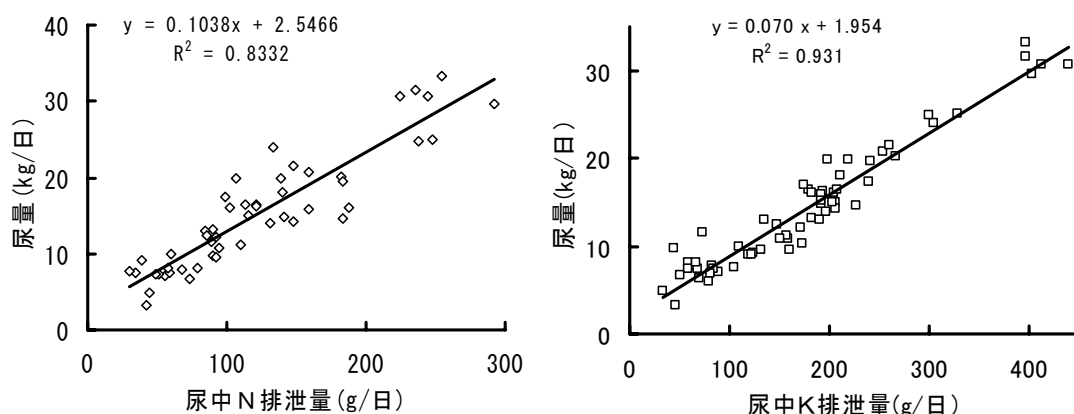 y = 0.1038x + 2.5466
R² = 0.8332
40
30
20
10
0
尿量(kg/日)
0 100 200 300
尿中N排泄量(g/日)
y = 0.070 x + 1.954
R² = 0.931
30
20
10
0
尿量(kg/日)
0 100 200 300 400
尿中K排泄量(g/日)